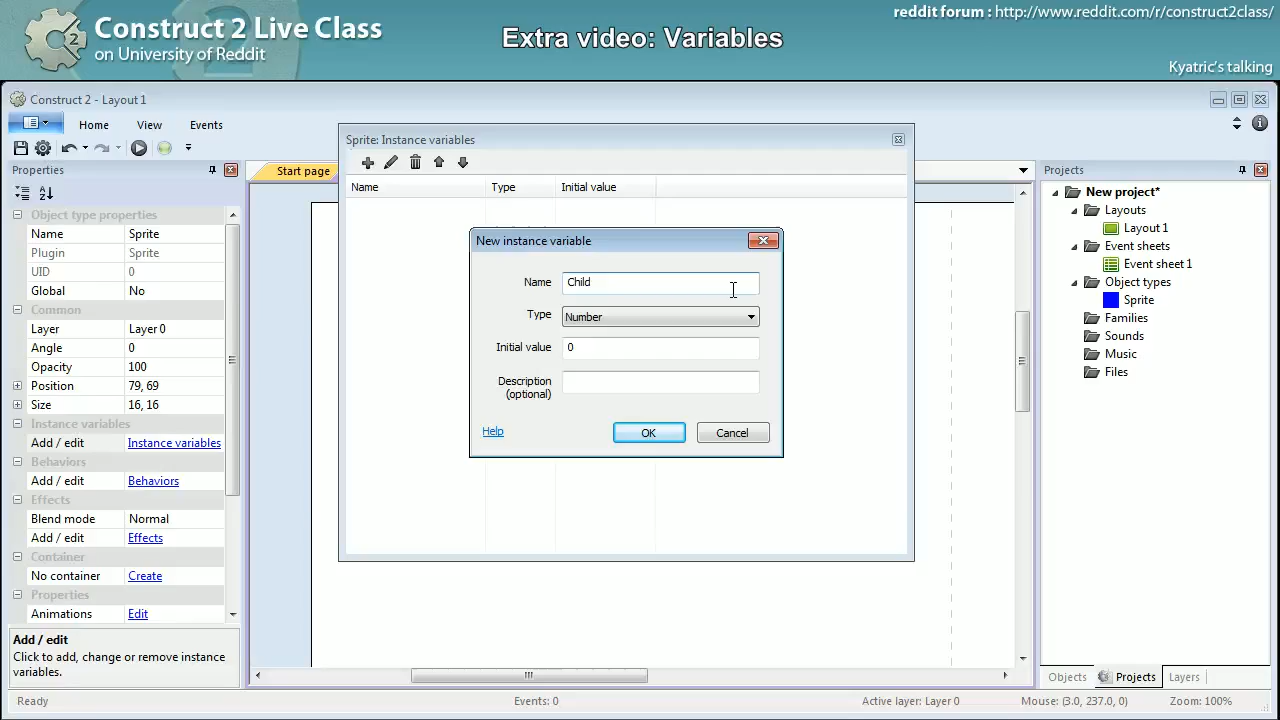 Construct 2 Live Class
on University of Reddit
Extra video: Variables
reddit forum : http://www.reddit.com/r/construct2class/
Kyatric's talking
Construct 2 - Layout 1
Home View Events
Properties
Object type properties
Name Sprite
Plugin Sprite
UID 0
Global No
Common
Layer Layer 0
Angle 0
Opacity 100
Position 79, 69
Size 16, 16
Instance variables
Add / edit Instance variables
Behaviors
Add / edit Behaviors
Effects
Blend mode Normal
Add / edit Effects
Container
No container Create
Properties
Animations Edit
Add / edit
Click to add, change or remove instance
variables.
Start page
Sprite: Instance variables
Name Type Initial value
New instance variable
Name Child
Type Number
Initial value 0
Description
(optional)
Help OK Cancel
Projects
New project*
Layouts
Layout 1
Event sheets
Event sheet 1
Object types
Sprite
Families
Sounds
Music
Files
Objects Projects Layers
Ready Events: 0 Active layer: Layer 0 Mouse: (3.0, 237.0, 0) Zoom: 100%